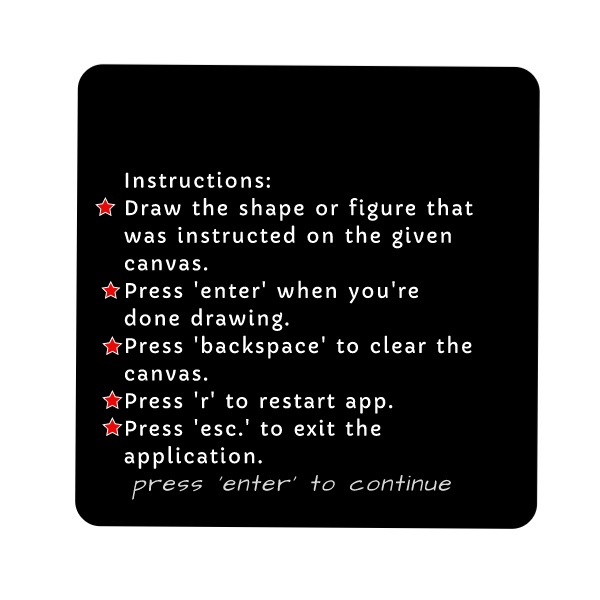 Instructions:
Draw the shape or figure that
was instructed on the given
canvas.
Press 'enter' when you're
done drawing.
Press 'backspace' to clear the
canvas.
Press 'r' to restart app.
Press 'esc.' to exit the
application.
press 'enter' to continue